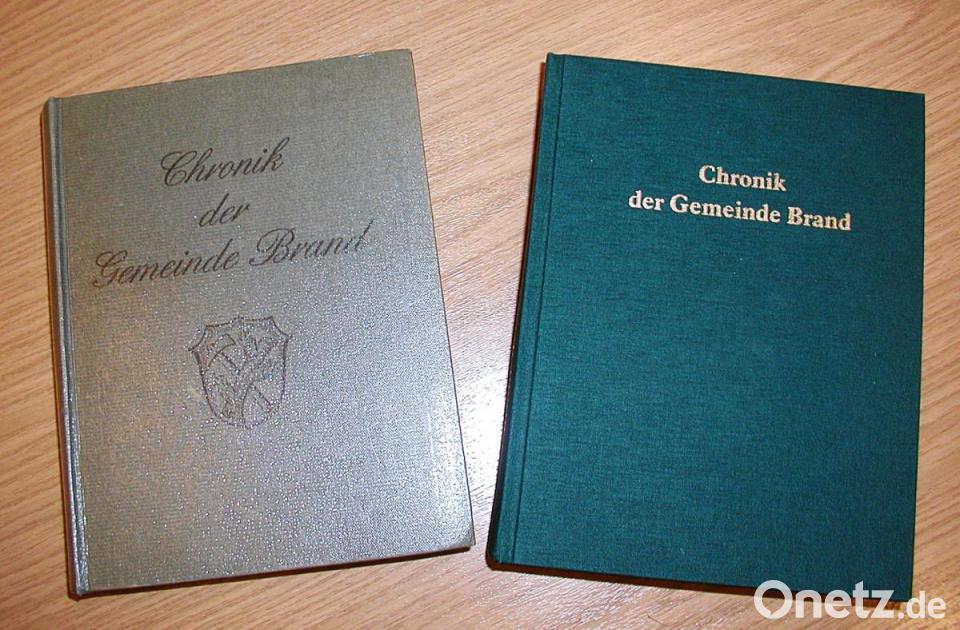 Chronik
der
Gemeinde Brand
Chronik
der Gemeinde Brand
Onetz.de